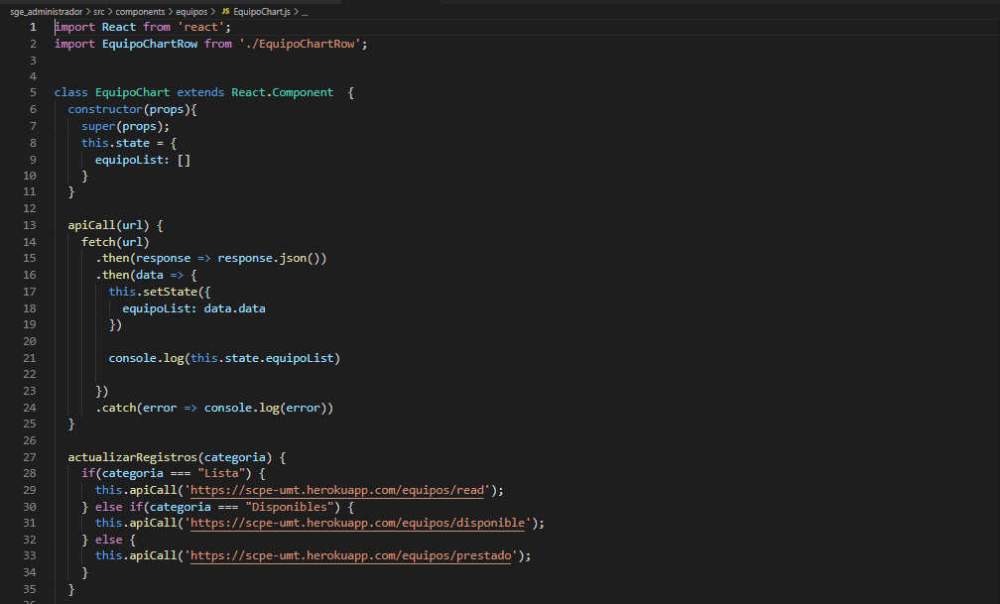 sge_administrador > src > components > equipos > JS EquipoChart.js > ...
1 import React from 'react';
2 import EquipoChartRow from './EquipoChartRow';
3
4
5 class EquipoChart extends React.Component  {
6   constructor(props){
7     super(props);
8     this.state = {
9       equipoList: []
10     }
11   }
12
13   apiCall(url) {
14     fetch(url)
15       .then(response => response.json())
16       .then(data => {
17         this.setState({
18           equipoList: data.data
19         })
20
21         console.log(this.state.equipoList)
22
23       })
24       .catch(error => console.log(error))
25   }
26
27   actualizarRegistros(categoria) {
28     if(categoria === "Lista") {
29       this.apiCall('https://scpe-umt.herokuapp.com/equipos/read');
30     } else if(categoria === "Disponibles") {
31       this.apiCall('https://scpe-umt.herokuapp.com/equipos/disponible');
32     } else {
33       this.apiCall('https://scpe-umt.herokuapp.com/equipos/prestado');
34     }
35   }